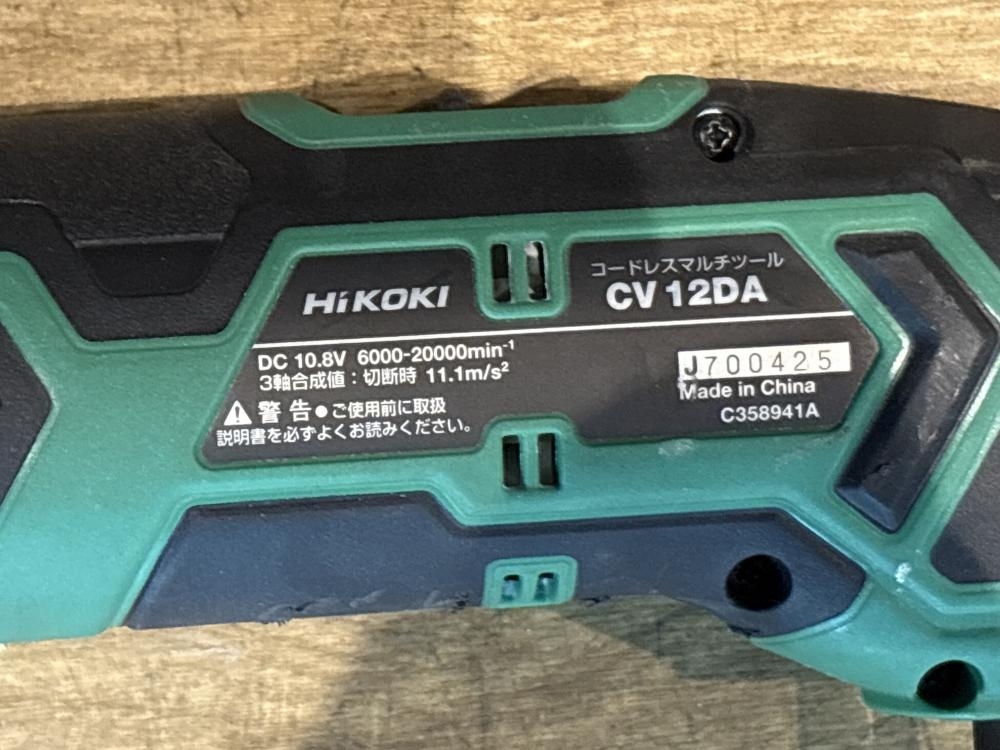 HiKOKI
コードレスマルチツール
CV 12DA
DC 10.8V 6000-20000min⁻¹
3軸合成値：切断時 11.1m/s²
⚠ 警告●ご使用前に取扱
説明書を必ずよくお読みください。
J700425
Made in China
C358941A